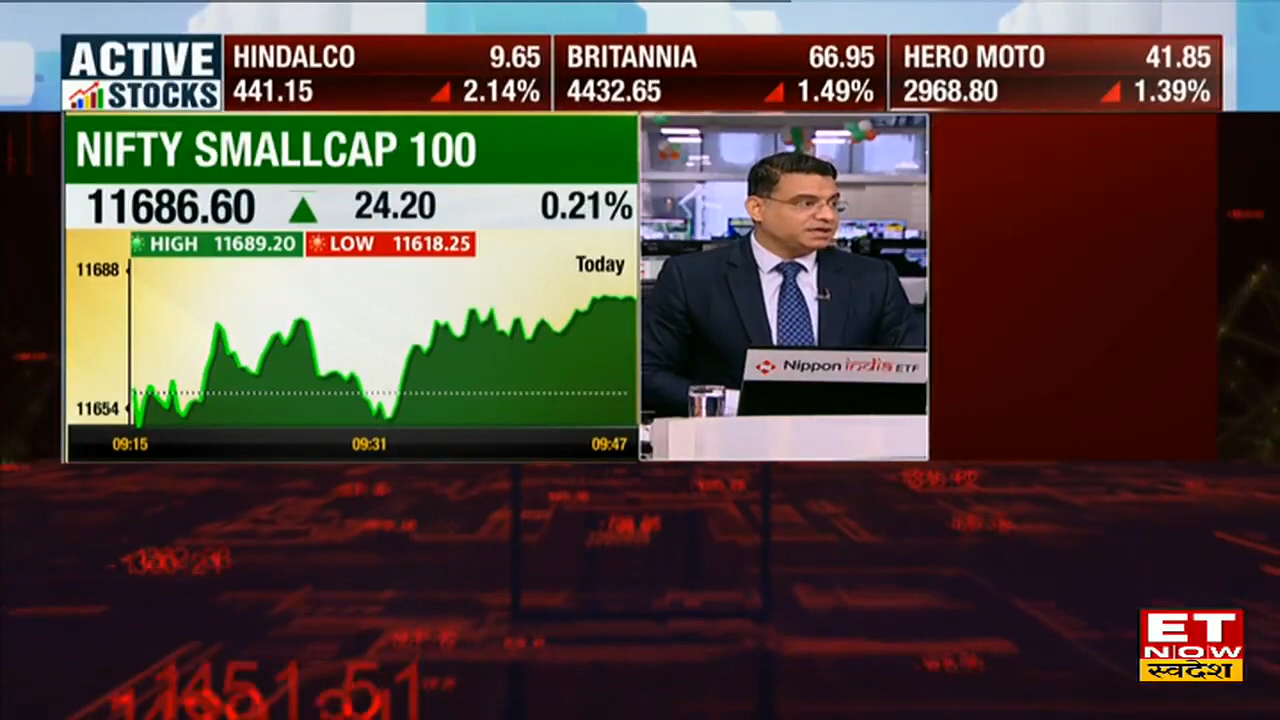 ACTIVE
STOCKS
HINDALCO 9.65
441.15 2.14%
BRITANNIA 66.95
4432.65 1.49%
HERO MOTO 41.85
2968.80 1.39%
NIFTY SMALLCAP 100
11686.60 24.20 0.21%
HIGH 11689.20 LOW 11618.25
Today
11688
11654
09:15 09:31 09:47
Nippon india ETF
1451.51
ET
NOW
स्वदेश